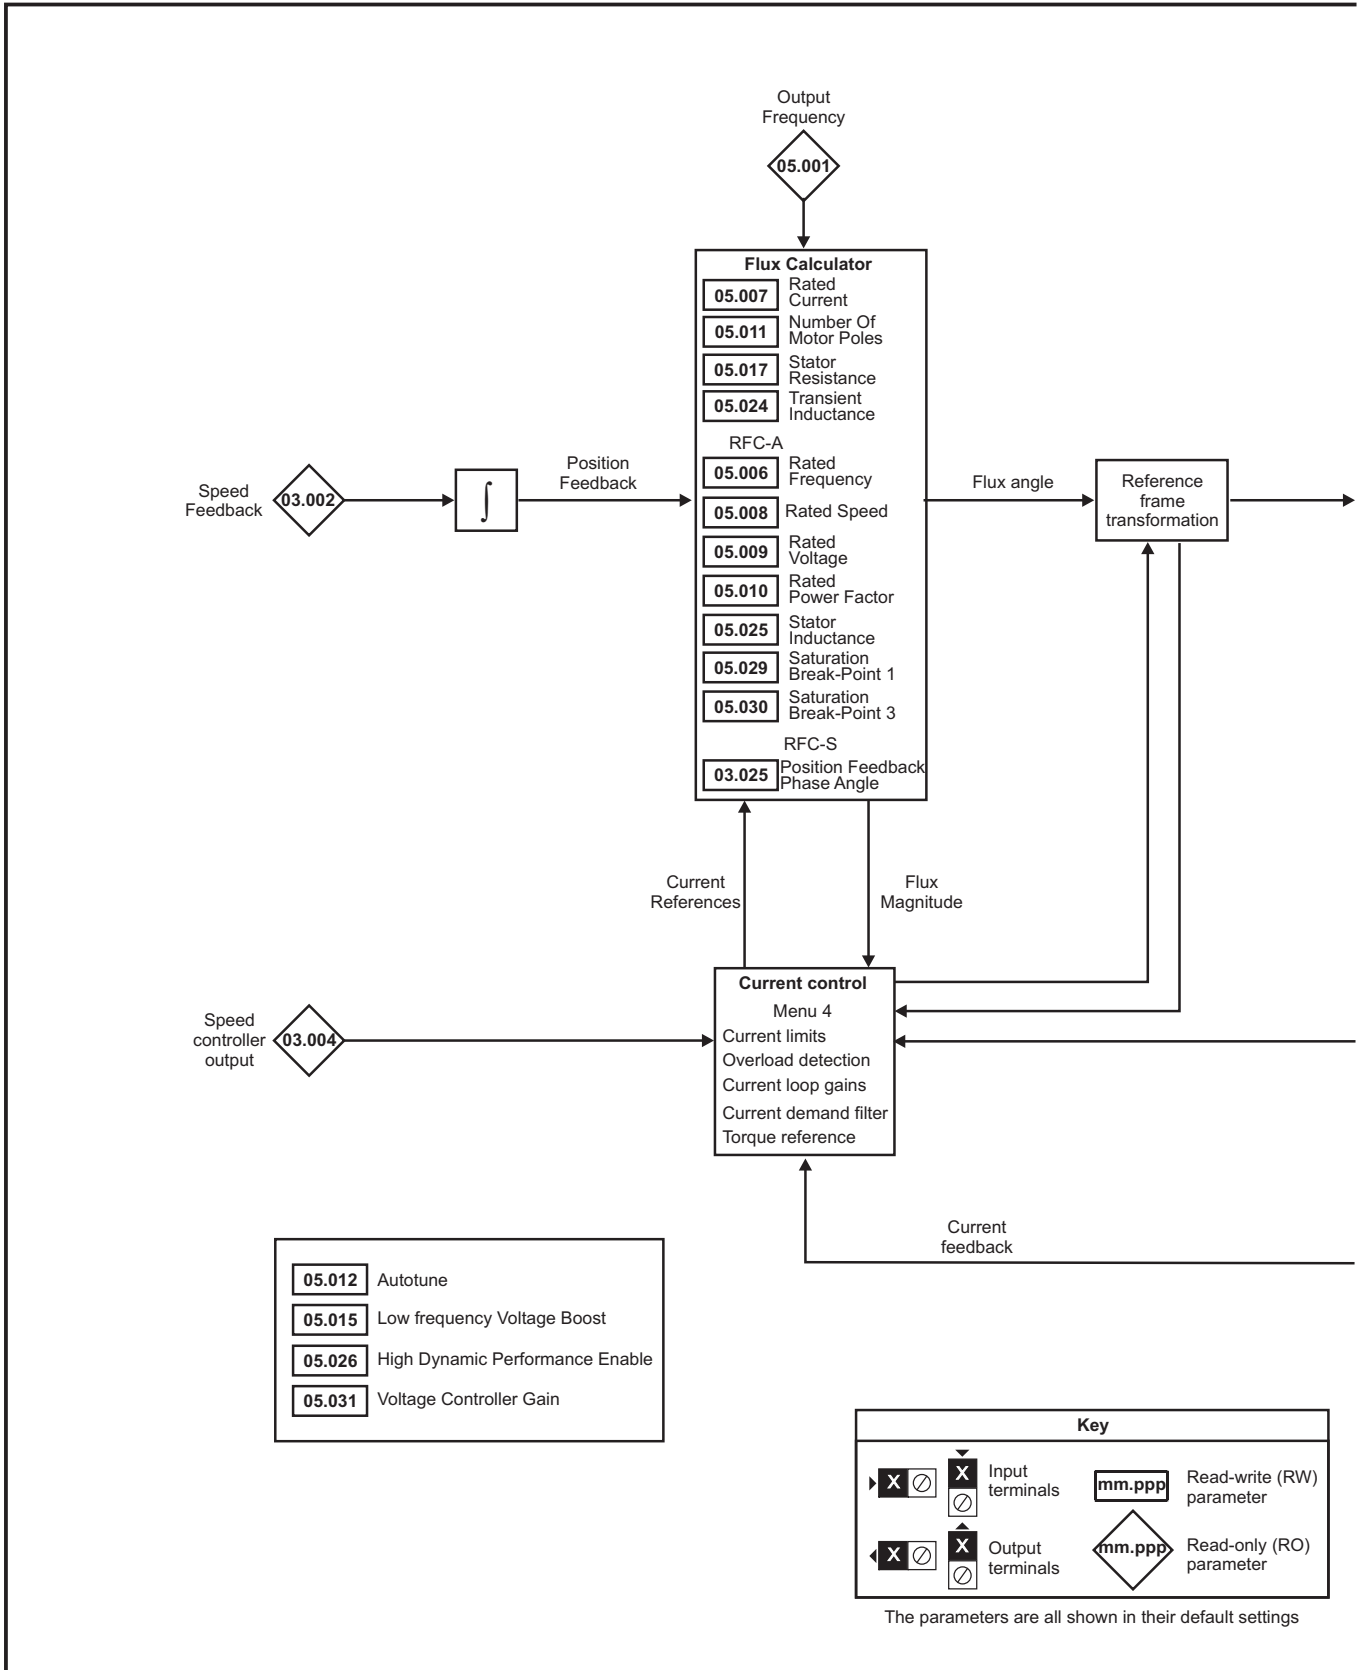 Output
Frequency
05.001
Flux Calculator
05.007
Rated
Current
05.011
Number Of
Motor Poles
05.017
Stator
Resistance
05.024
Transient
Inductance
RFC-A
05.006
Rated
Frequency
05.008
Rated Speed
05.009
Rated
Voltage
05.010
Rated
Power Factor
05.025
Stator
Inductance
05.029
Saturation
Break-Point 1
05.030
Saturation
Break-Point 3
RFC-S
03.025
Position Feedback
Phase Angle
Speed
Feedback
03.002
∫
Position
Feedback
Flux angle
Reference
frame
transformation
Current
References
Flux
Magnitude
Speed
controller
output
03.004
Current control
Menu 4
Current limits
Overload detection
Current loop gains
Current demand filter
Torque reference
Current
feedback
05.012 Autotune
05.015 Low frequency Voltage Boost
05.026 High Dynamic Performance Enable
05.031 Voltage Controller Gain
Key
X
X
Input
terminals
mm.ppp
Read-write (RW)
parameter
X
X
Output
terminals
mm.ppp
Read-only (RO)
parameter
The parameters are all shown in their default settings